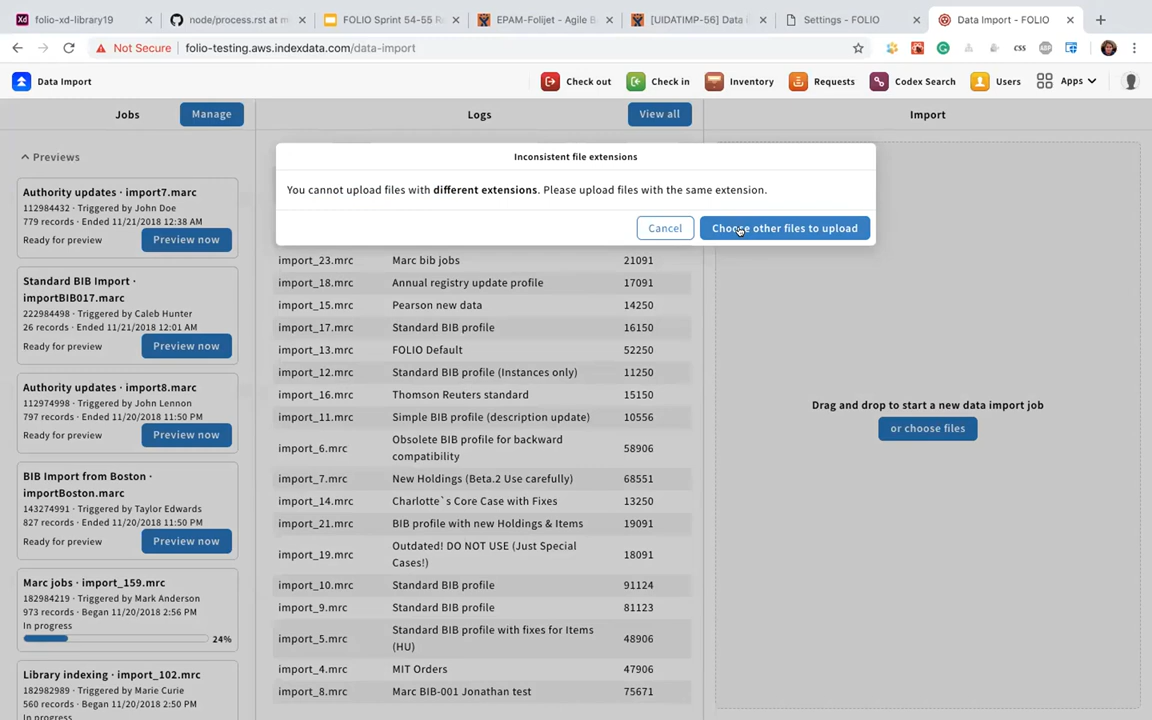 folio-xd-library19
node/process.rst at m
FOLIO Sprint 54-55 R
EPAM-Folijet - Agile B
[UIDATIMP-56] Data i
Settings - FOLIO
Data Import - FOLIO
Not Secure
folio-testing.aws.indexdata.com/data-import
Data Import
Check out
Check in
Inventory
Requests
Codex Search
Users
Apps
Jobs
Manage
Logs
View all
Import
Previews
Authority updates · import7.marc
112984432 · Triggered by John Doe
779 records · Ended 11/21/2018 12:38 AM
Ready for preview
Preview now
Standard BIB Import ·
importBIB017.marc
222984498 · Triggered by Caleb Hunter
26 records · Ended 11/21/2018 12:01 AM
Ready for preview
Preview now
Authority updates · import8.marc
112974998 · Triggered by John Lennon
797 records · Ended 11/20/2018 11:50 PM
Ready for preview
Preview now
BIB Import from Boston ·
importBoston.marc
143274991 · Triggered by Taylor Edwards
827 records · Ended 11/20/2018 11:50 PM
Ready for preview
Preview now
Marc jobs · import_159.mrc
182984219 · Triggered by Mark Anderson
973 records · Began 11/20/2018 2:56 PM
In progress
24%
Library indexing · import_102.mrc
182982989 · Triggered by Marie Curie
560 records · Began 11/20/2018 2:50 PM
In progress
Inconsistent file extensions
You cannot upload files with different extensions. Please upload files with the same extension.
Cancel
Choose other files to upload
import_23.mrc Marc bib jobs 21091
import_18.mrc Annual registry update profile 17091
import_15.mrc Pearson new data 14250
import_17.mrc Standard BIB profile 16150
import_13.mrc FOLIO Default 52250
import_12.mrc Standard BIB profile (Instances only) 11250
import_16.mrc Thomson Reuters standard 15150
import_11.mrc Simple BIB profile (description update) 10556
import_6.mrc Obsolete BIB profile for backward
compatibility 58906
import_7.mrc New Holdings (Beta.2 Use carefully) 68551
import_14.mrc Charlotte`s Core Case with Fixes 13250
import_21.mrc BIB profile with new Holdings & Items 19091
import_19.mrc Outdated! DO NOT USE (Just Special
Cases!) 18091
import_10.mrc Standard BIB profile 91124
import_9.mrc Standard BIB profile 81123
import_5.mrc Standard BIB profile with fixes for Items
(HU) 48906
import_4.mrc MIT Orders 47906
import_8.mrc Marc BIB-001 Jonathan test 75671
Drag and drop to start a new data import job
or choose files